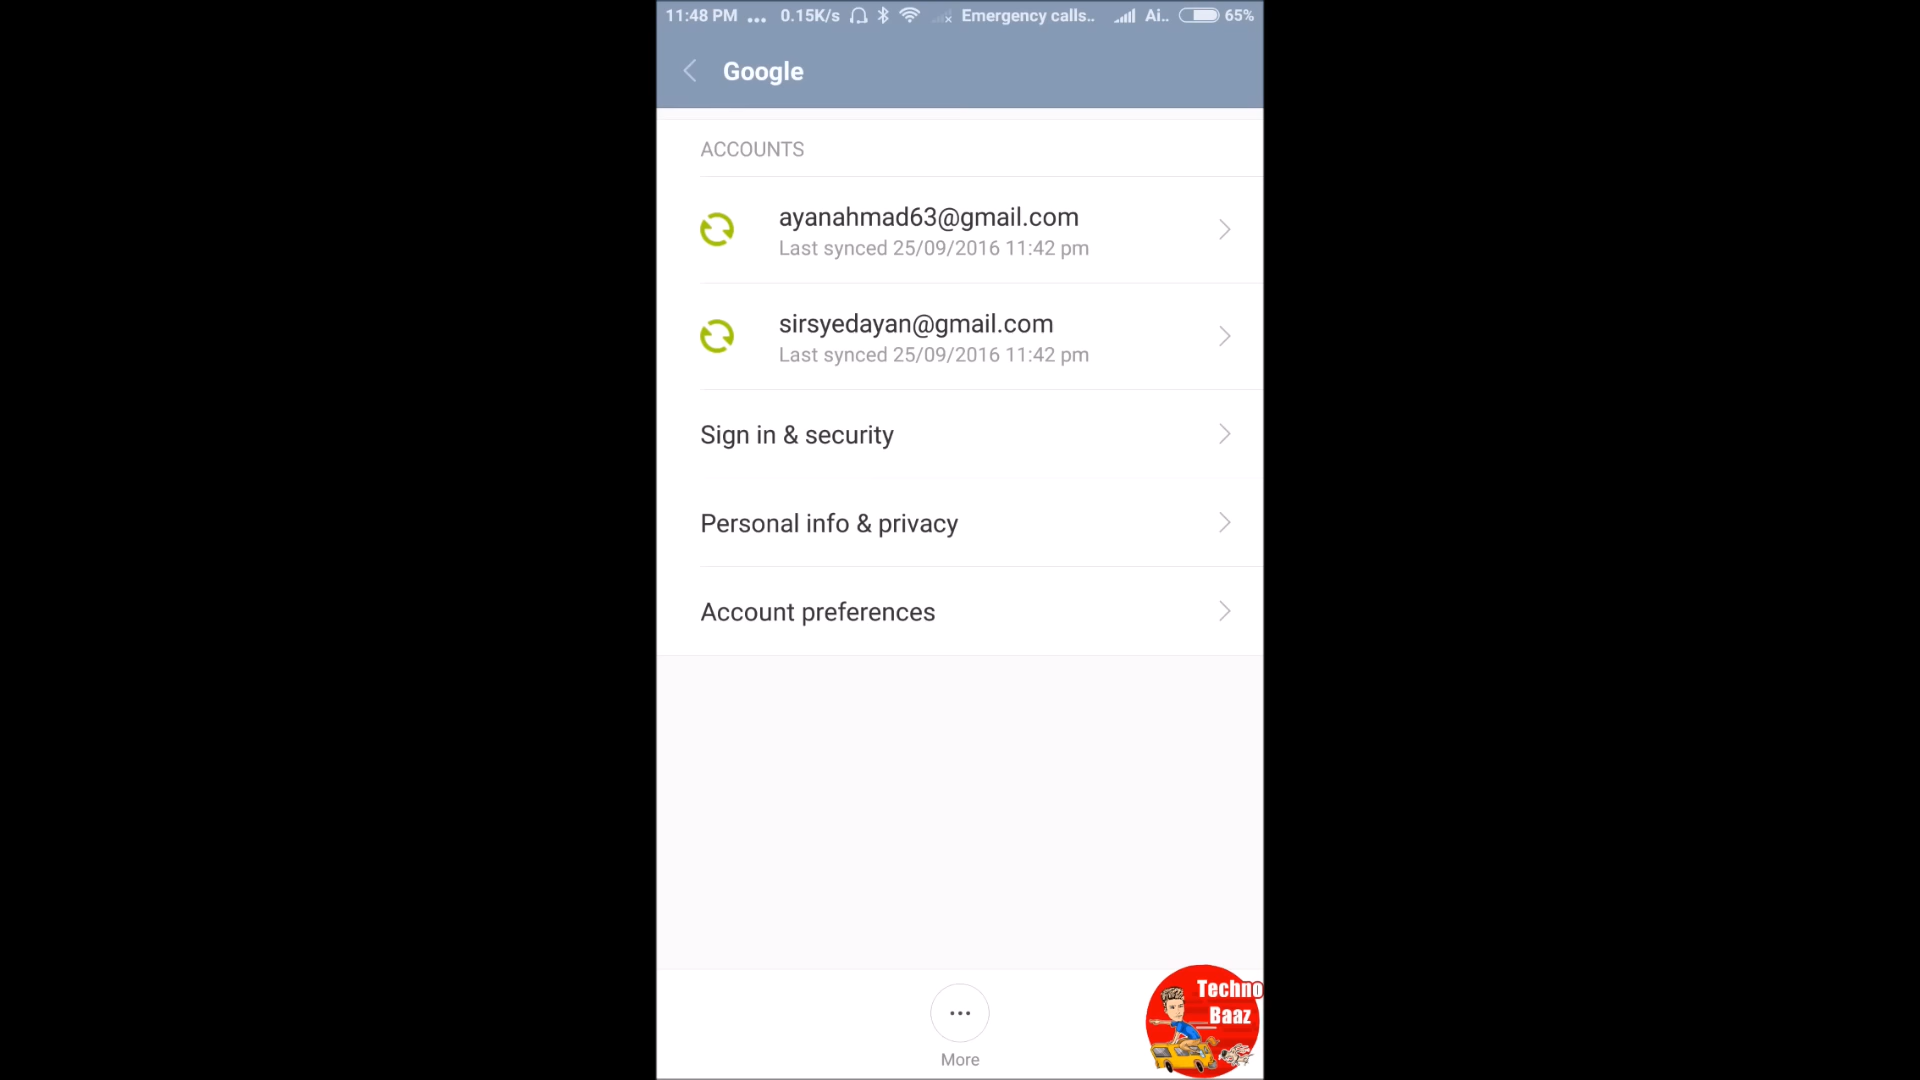 11:48 PM ... 0.15K/s Emergency calls.. Ai.. 65%
Google
ACCOUNTS
ayanahmad63@gmail.com
Last synced 25/09/2016 11:42 pm
sirsyedayan@gmail.com
Last synced 25/09/2016 11:42 pm
Sign in & security
Personal info & privacy
Account preferences
More
Techno
Baaz